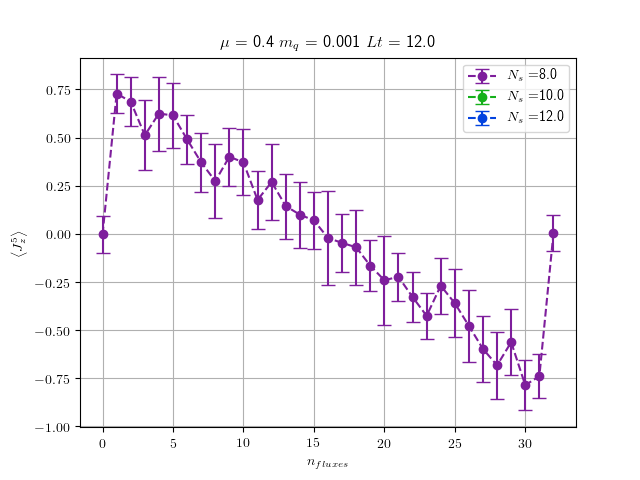 μ = 0.4 m_q = 0.001 Lt = 12.0
N_s =8.0
N_s =10.0
N_s =12.0
⟨J_z^5⟩
0.75
0.50
0.25
0.00
−0.25
−0.50
−0.75
−1.00
0 5 10 15 20 25 30
n_fluxes